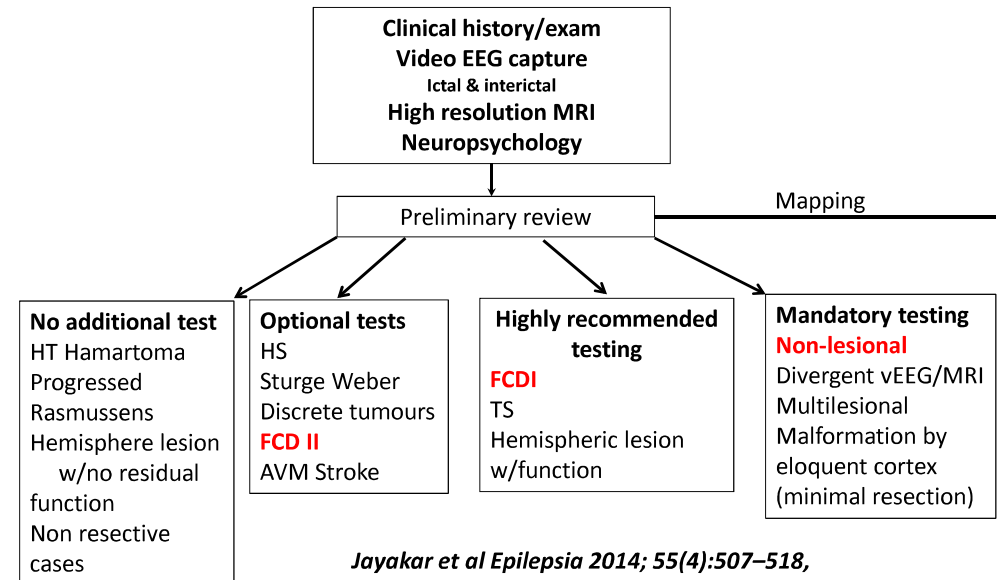 Clinical history/exam
Video EEG capture
Ictal & interictal
High resolution MRI
Neuropsychology
Preliminary review
Mapping
No additional test
HT Hamartoma
Progressed
Rasmussens
Hemisphere lesion
w/no residual
function
Non resective
cases
Optional tests
HS
Sturge Weber
Discrete tumours
FCD II
AVM Stroke
Highly recommended
testing
FCDI
TS
Hemispheric lesion
w/function
Mandatory testing
Non-lesional
Divergent vEEG/MRI
Multilesional
Malformation by
eloquent cortex
(minimal resection)
Jayakar et al Epilepsia 2014; 55(4):507–518,